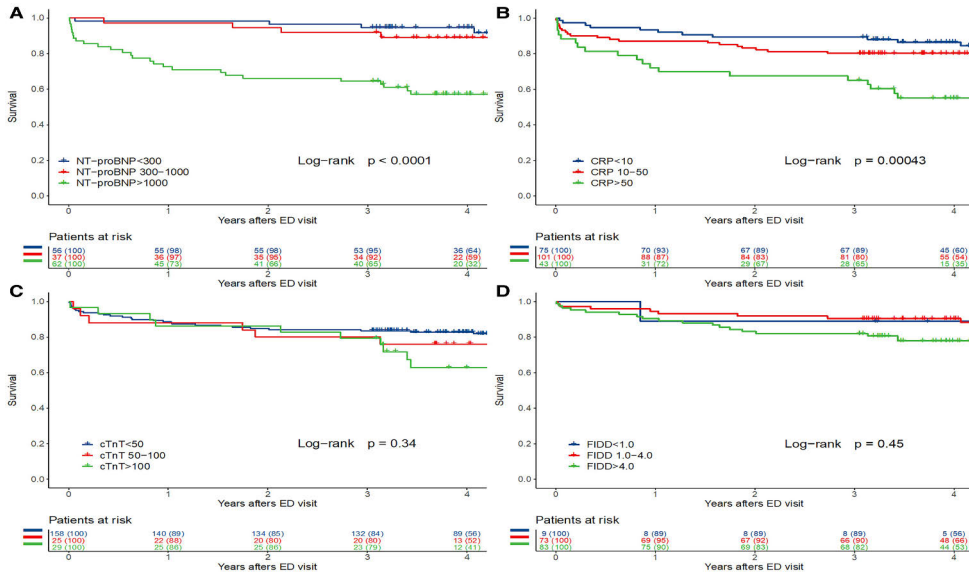 A
1.0
0.8
0.6
0.4
0.2
0.0
Survival
Log-rank p < 0.0001
NT-proBNP<300
NT-proBNP 300-1000
NT-proBNP>1000
0 1 2 3 4
Years afters ED visit
Patients at risk
56 (100) 55 (98) 55 (98) 53 (95) 36 (64)
37 (100) 36 (97) 35 (95) 34 (92) 22 (59)
62 (100) 45 (73) 41 (66) 40 (65) 20 (32)
B
1.0
0.8
0.6
0.4
0.2
0.0
Survival
Log-rank p = 0.00043
CRP<10
CRP 10-50
CRP>50
0 1 2 3 4
Years afters ED visit
Patients at risk
75 (100) 70 (93) 67 (89) 67 (89) 45 (60)
101 (100) 88 (87) 84 (83) 81 (80) 55 (54)
43 (100) 31 (72) 29 (67) 28 (65) 15 (35)
C
1.0
0.8
0.6
0.4
0.2
0.0
Survival
Log-rank p = 0.34
cTnT<50
cTnT 50-100
cTnT>100
0 1 2 3 4
Years afters ED visit
Patients at risk
158 (100) 140 (89) 134 (85) 132 (84) 89 (56)
25 (100) 22 (88) 20 (80) 20 (80) 13 (52)
29 (100) 25 (86) 25 (86) 23 (79) 12 (41)
D
1.0
0.8
0.6
0.4
0.2
0.0
Survival
Log-rank p = 0.45
FIDD<1.0
FIDD 1.0-4.0
FIDD>4.0
0 1 2 3 4
Years afters ED visit
Patients at risk
9 (100) 8 (89) 8 (89) 8 (89) 5 (56)
73 (100) 69 (95) 67 (92) 66 (90) 48 (66)
83 (100) 75 (90) 69 (83) 68 (82) 44 (53)